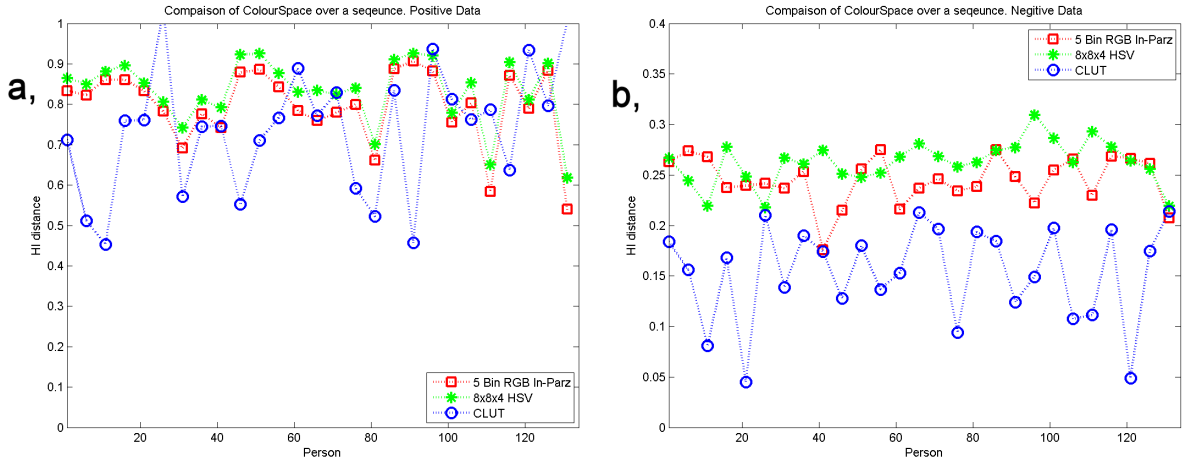 Compaison of ColourSpace over a seqeunce. Positive Data
a,
1
0.9
0.8
0.7
0.6
0.5
0.4
0.3
0.2
0.1
0
HI distance
20
40
60
80
100
120
Person
5 Bin RGB In-Parz
8x8x4 HSV
CLUT
Compaison of ColourSpace over a seqeunce. Negitive Data
b,
0.4
0.35
0.3
0.25
0.2
0.15
0.1
0.05
0
HI distance
20
40
60
80
100
120
Person
5 Bin RGB In-Parz
8x8x4 HSV
CLUT